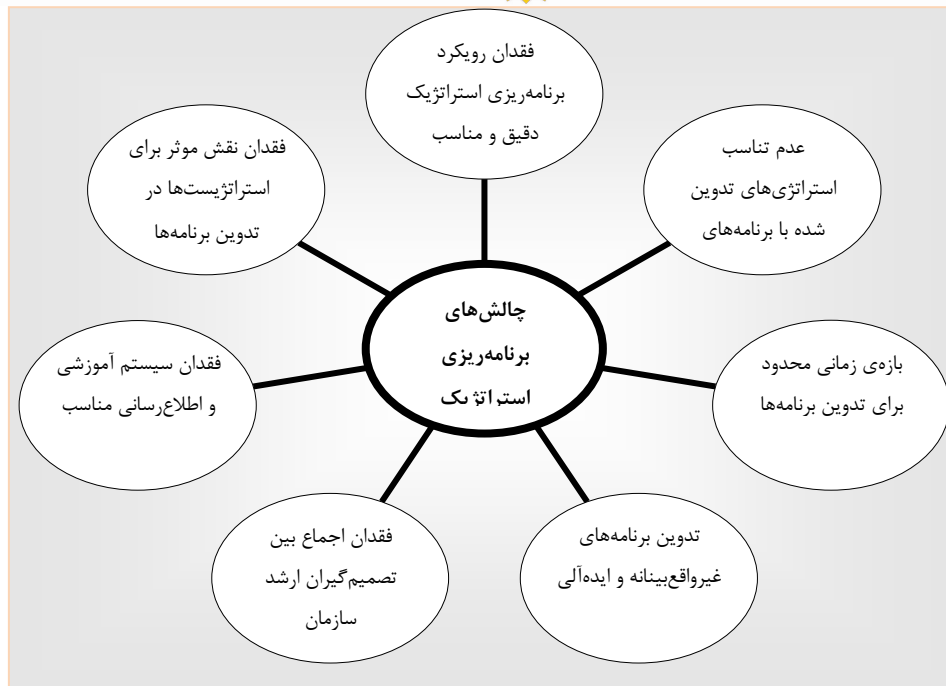 فقدان رویکرد
برنامه‌ریزی استراتژیک
دقیق و مناسب
عدم تناسب
استراتژی‌های تدوین
شده با برنامه‌های
بازه‌ی زمانی محدود
برای تدوین برنامه‌ها
تدوین برنامه‌های
غیرواقع‌بینانه و ایده‌آلی
فقدان اجماع بین
تصمیم‌گیران ارشد
سازمان
فقدان سیستم آموزشی
و اطلاع‌رسانی مناسب
فقدان نقش موثر برای
استراتژیست‌ها در
تدوین برنامه‌ها
چالش‌های
برنامه‌ریزی
استراتژیک